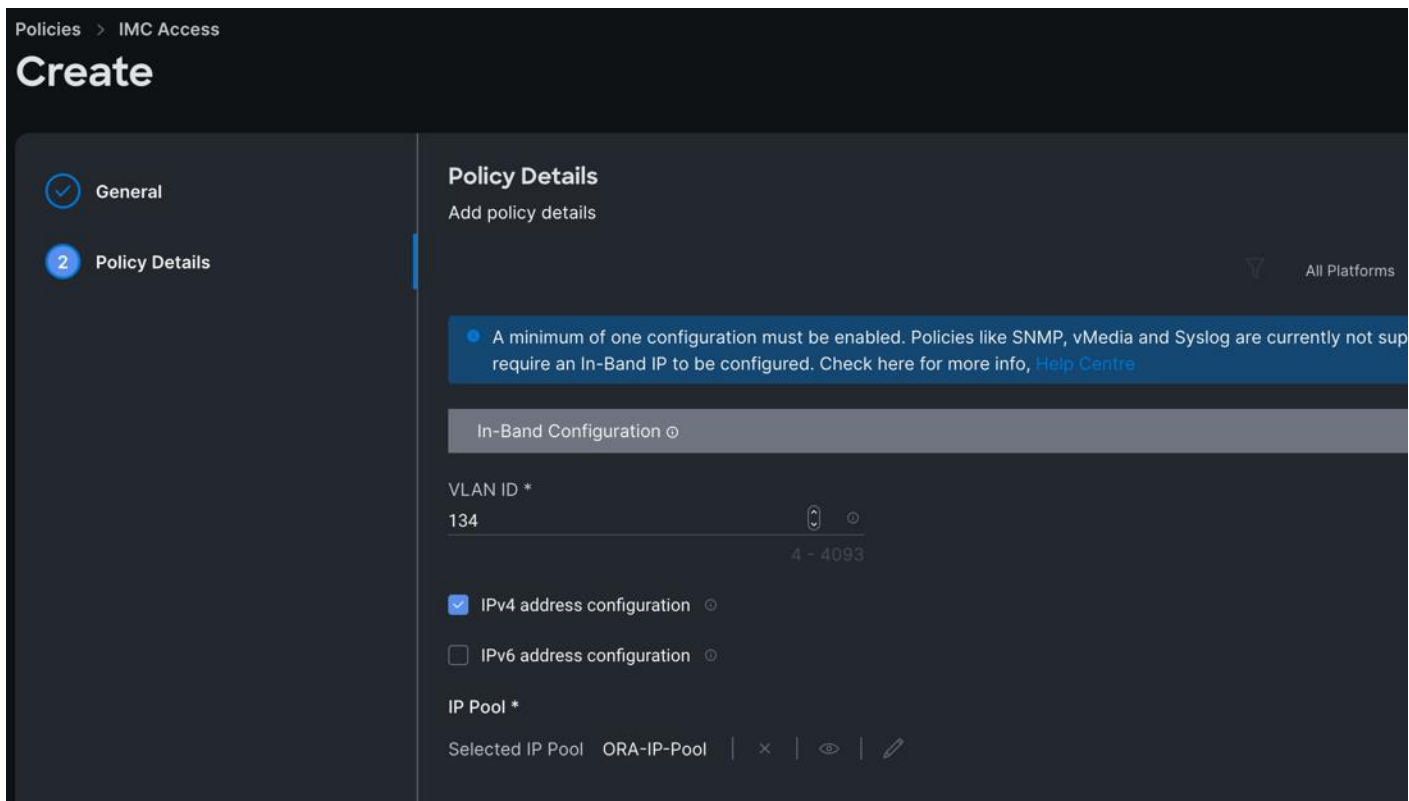 Policies > IMC Access
Create
General
2 Policy Details
Policy Details
Add policy details
All Platforms
A minimum of one configuration must be enabled. Policies like SNMP, vMedia and Syslog are currently not sup
require an In-Band IP to be configured. Check here for more info, Help Centre
In-Band Configuration
VLAN ID *
134
4 - 4093
IPv4 address configuration
IPv6 address configuration
IP Pool *
Selected IP Pool ORA-IP-Pool